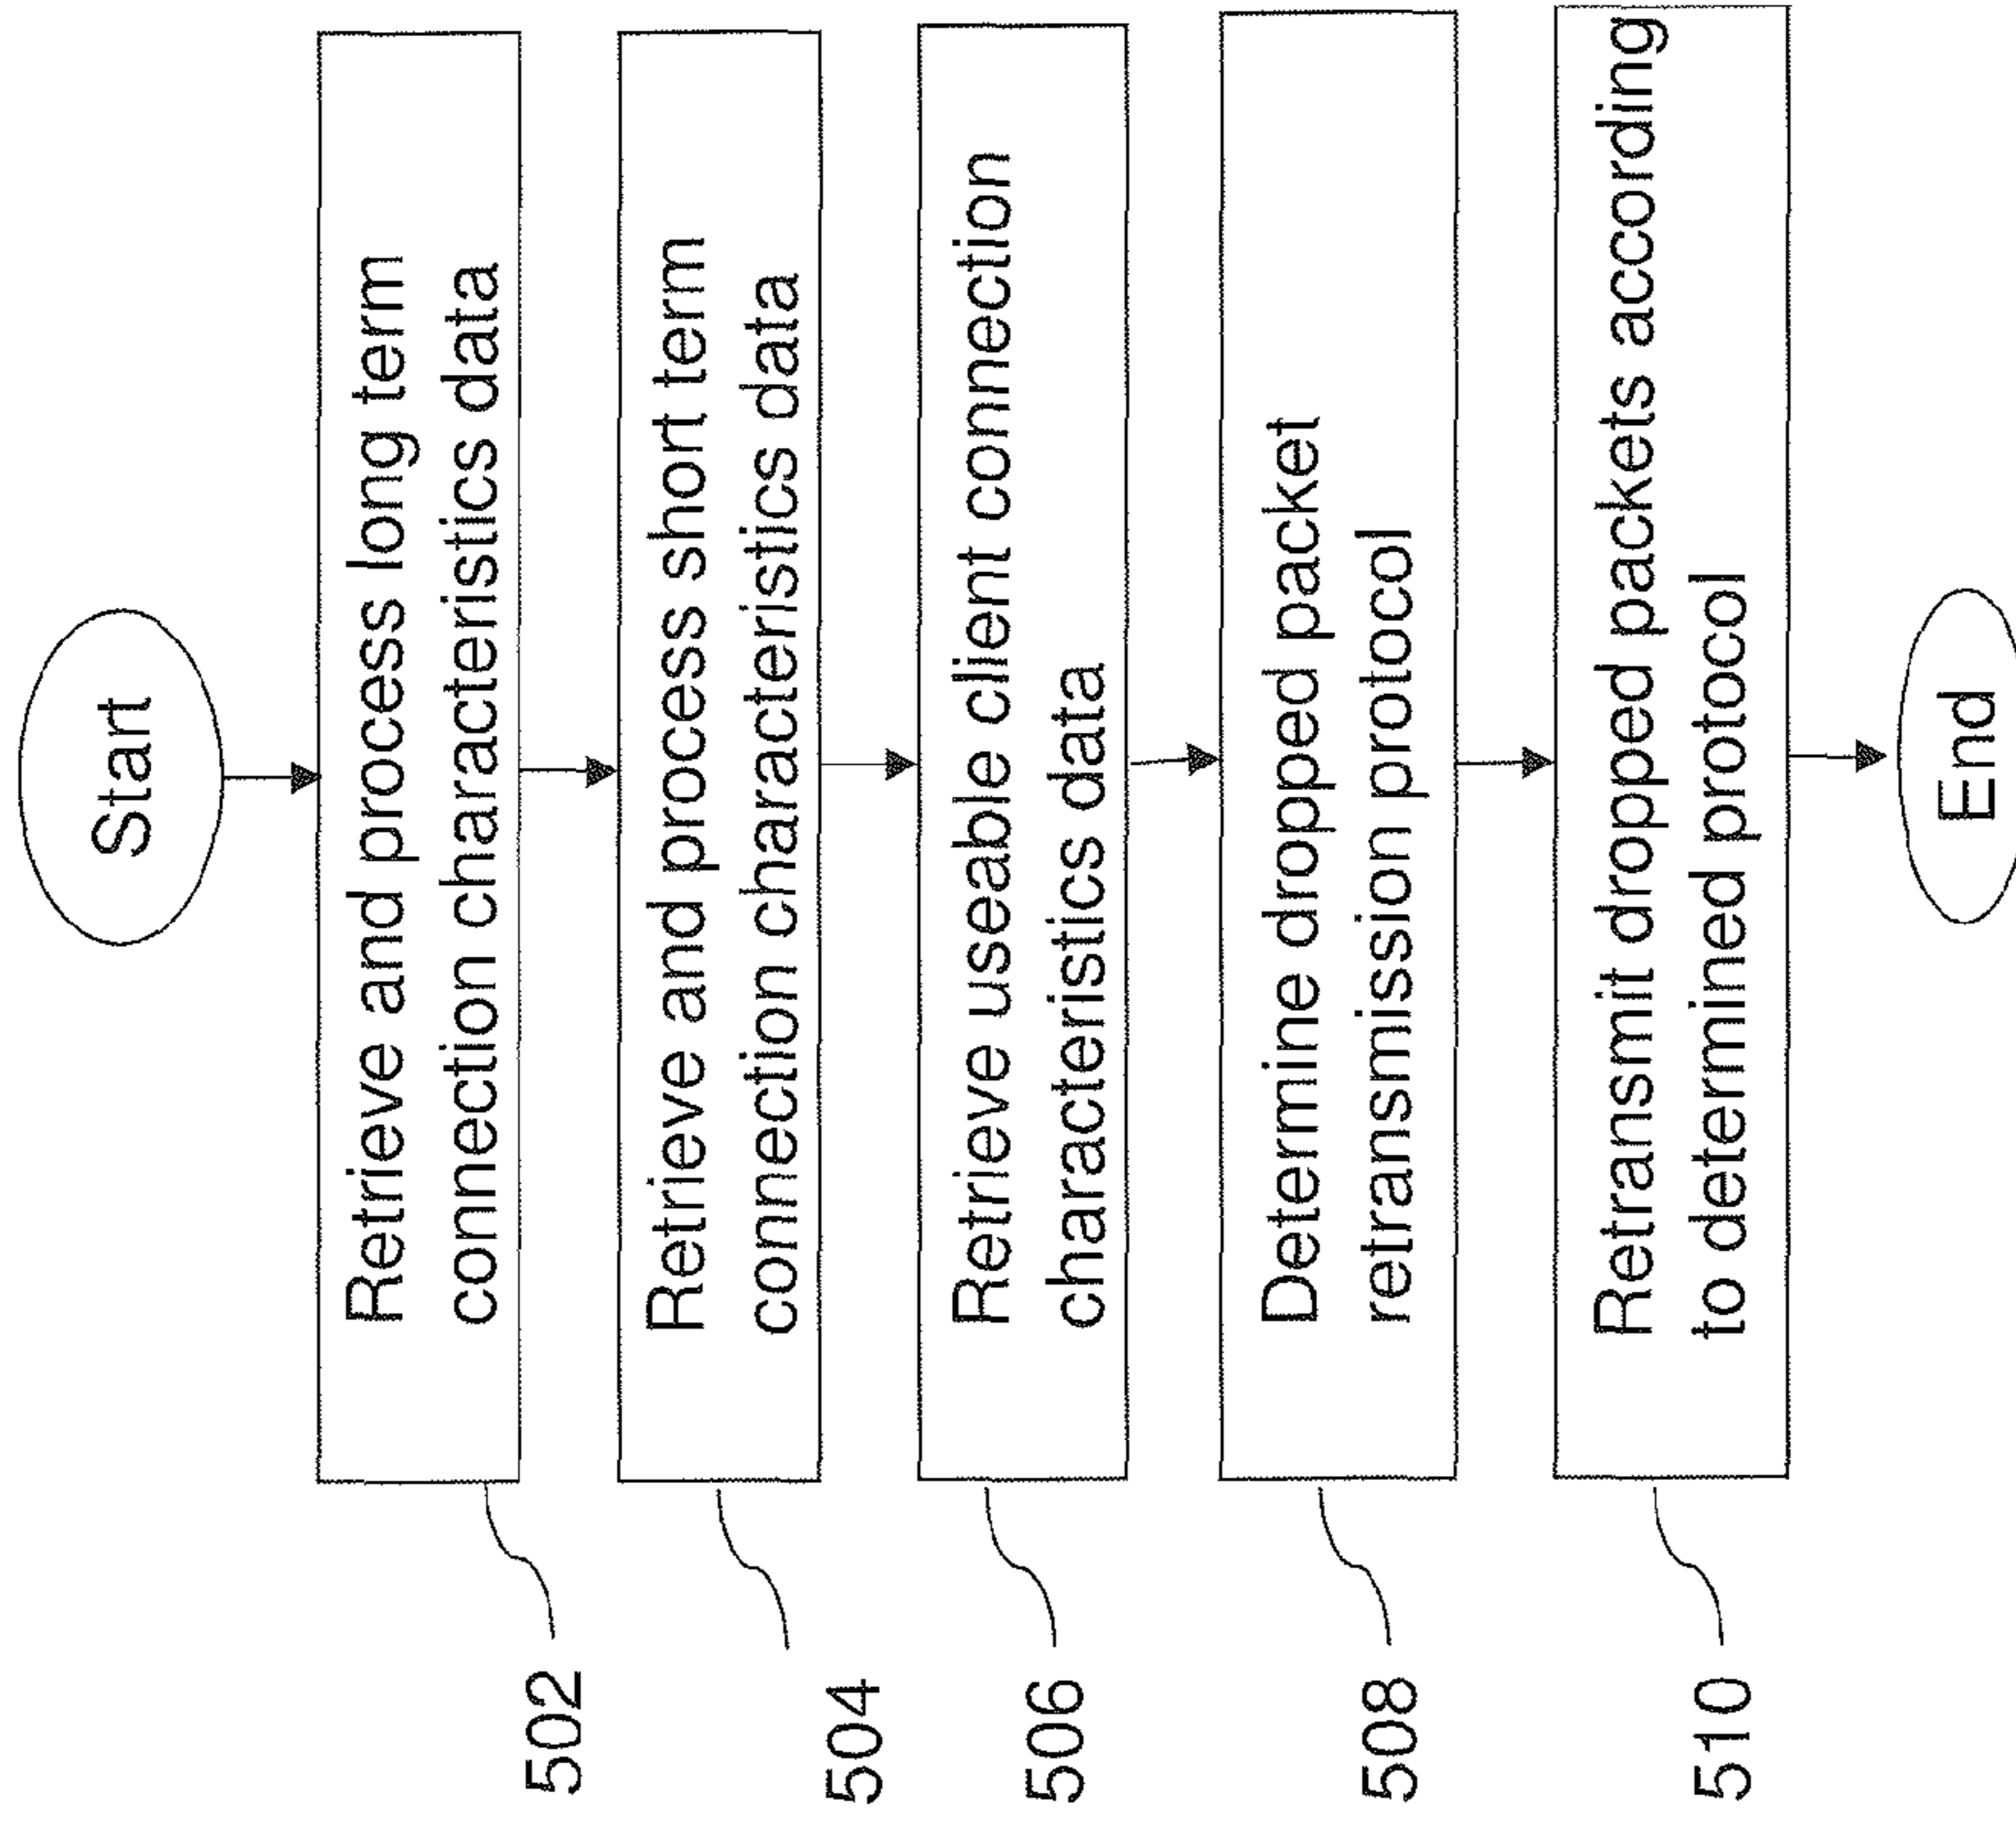 Start
Retrieve and process long term
connection characteristics data
502
Retrieve and process short term
connection characteristics data
504
Retrieve useable client connection
characteristics data
506
Determine dropped packet
retransmission protocol
508
Retransmit dropped packets according
to determined protocol
510
End